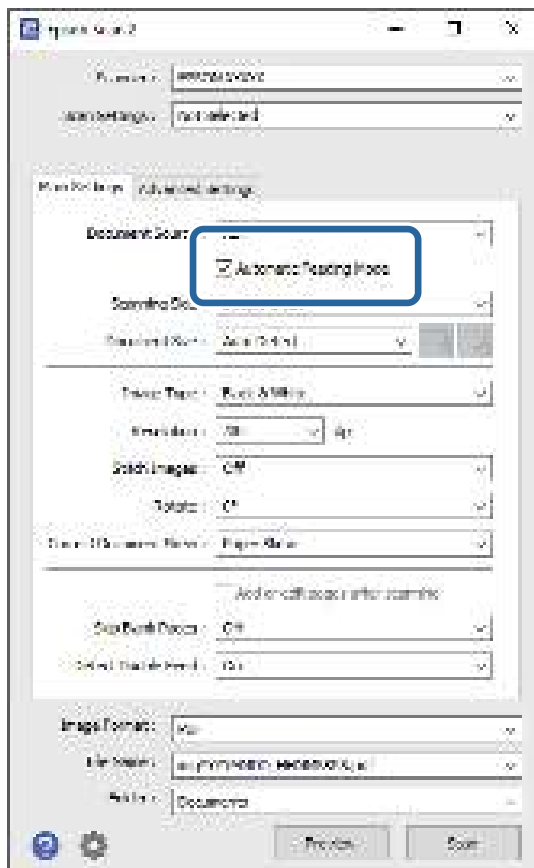 Epson Scan 2
Scanner:
Scan Settings: Not Selected
Main Settings Advanced Settings
Document Source:
Automatic Feeding Mode
Scanning Side:
Document Size: Auto Detect
Image Type: Black & White
Resolution: dpi
Stitch Images: Off
Rotate: 0°
Correct Document Skew: Paper Skew
Add or edit pages after scanning
Skip Blank Pages: Off
Detect Double Feed: On
Image Format:
File Name:
Folder: Documents
Preview Scan